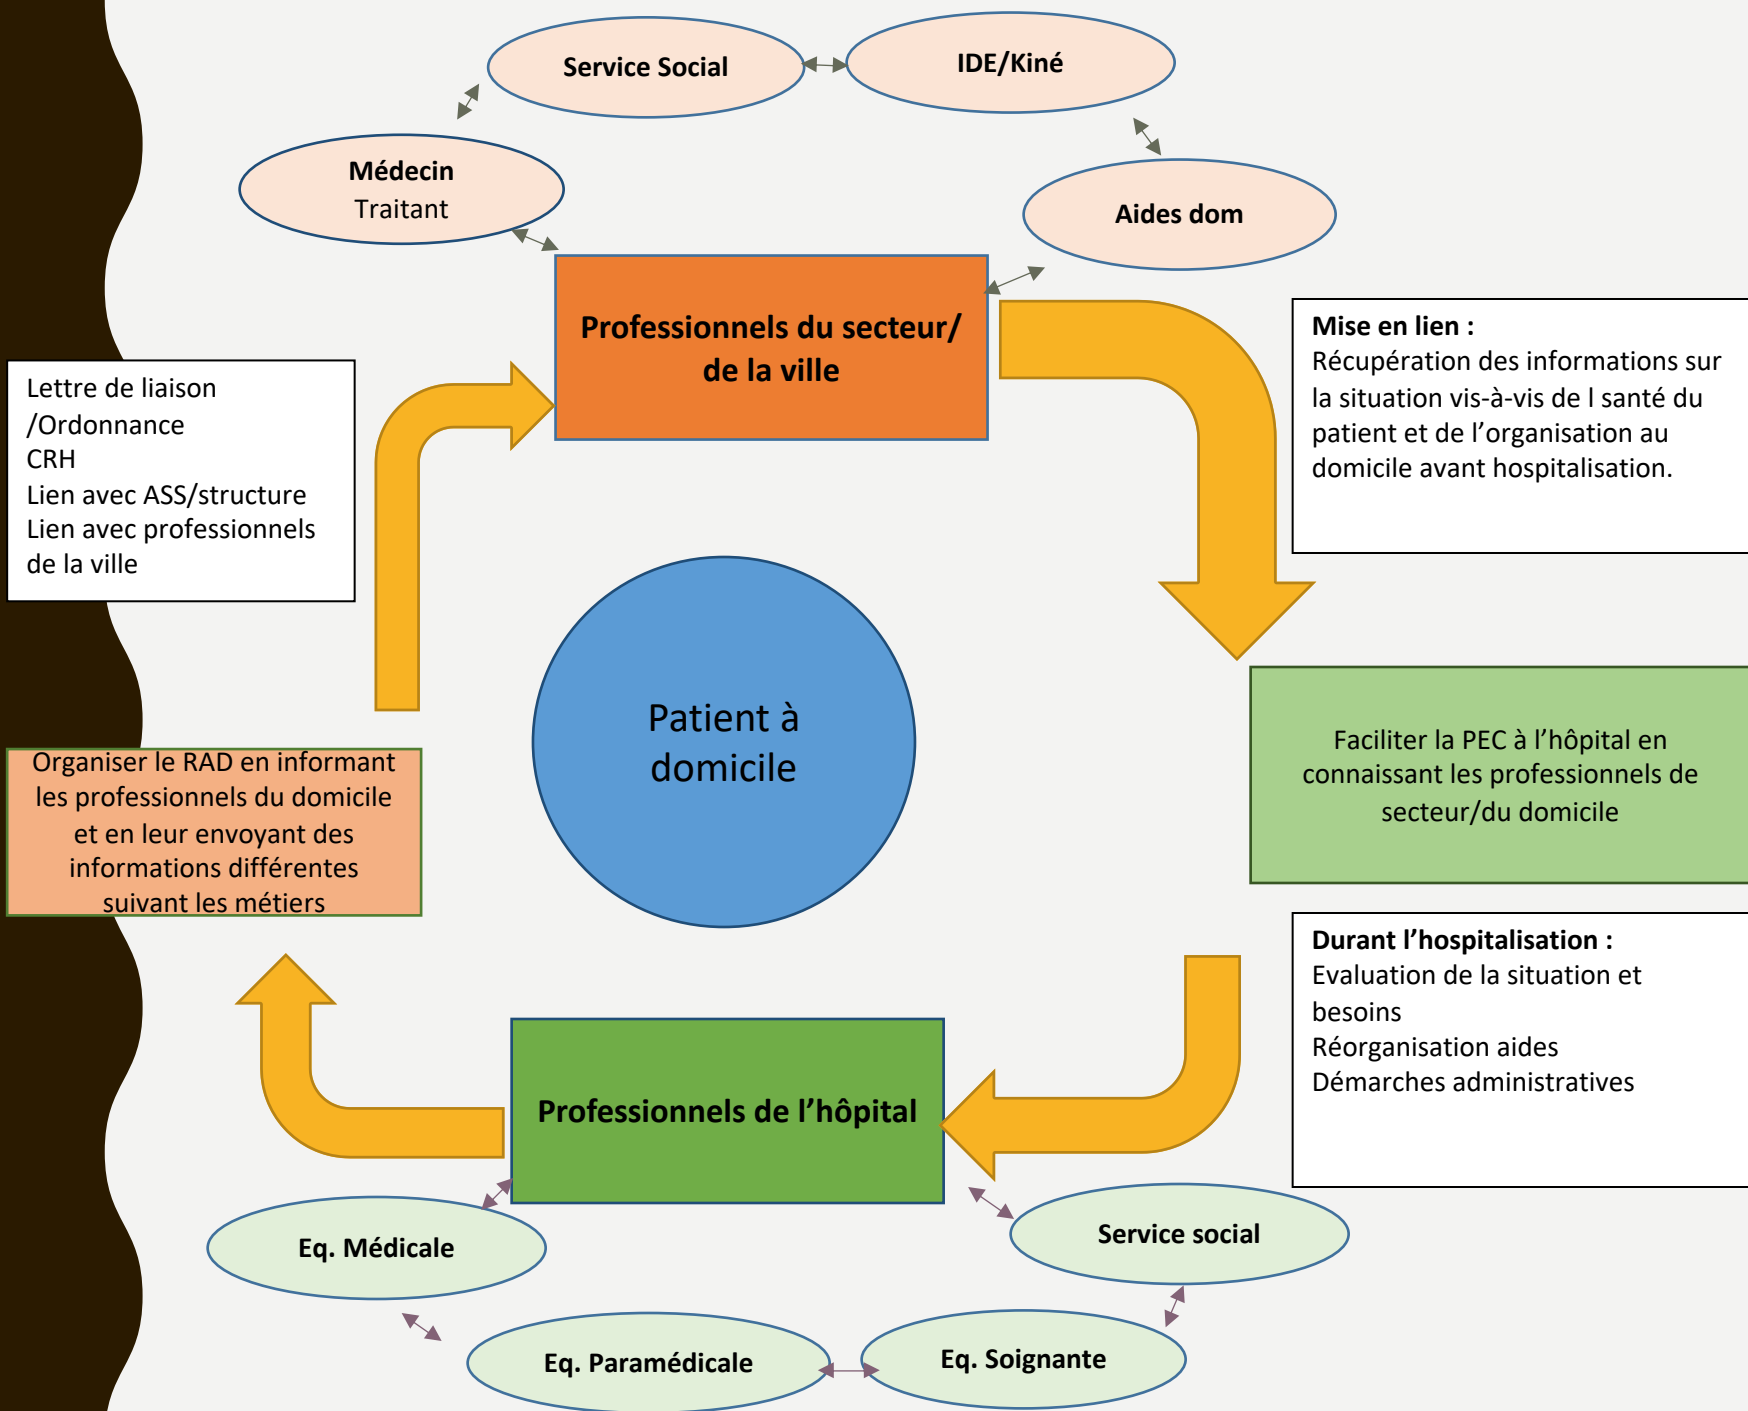 Service Social
IDE/Kiné
Médecin
Traitant
Aides dom
Professionnels du secteur/
de la ville
Mise en lien :
Récupération des informations sur
la situation vis-à-vis de l santé du
patient et de l’organisation au
domicile avant hospitalisation.
Lettre de liaison
/Ordonnance
CRH
Lien avec ASS/structure
Lien avec professionnels
de la ville
Patient à
domicile
Organiser le RAD en informant
les professionnels du domicile
et en leur envoyant des
informations différentes
suivant les métiers
Faciliter la PEC à l’hôpital en
connaissant les professionnels de
secteur/du domicile
Durant l’hospitalisation :
Evaluation de la situation et
besoins
Réorganisation aides
Démarches administratives
Professionnels de l’hôpital
Eq. Médicale
Service social
Eq. Paramédicale
Eq. Soignante